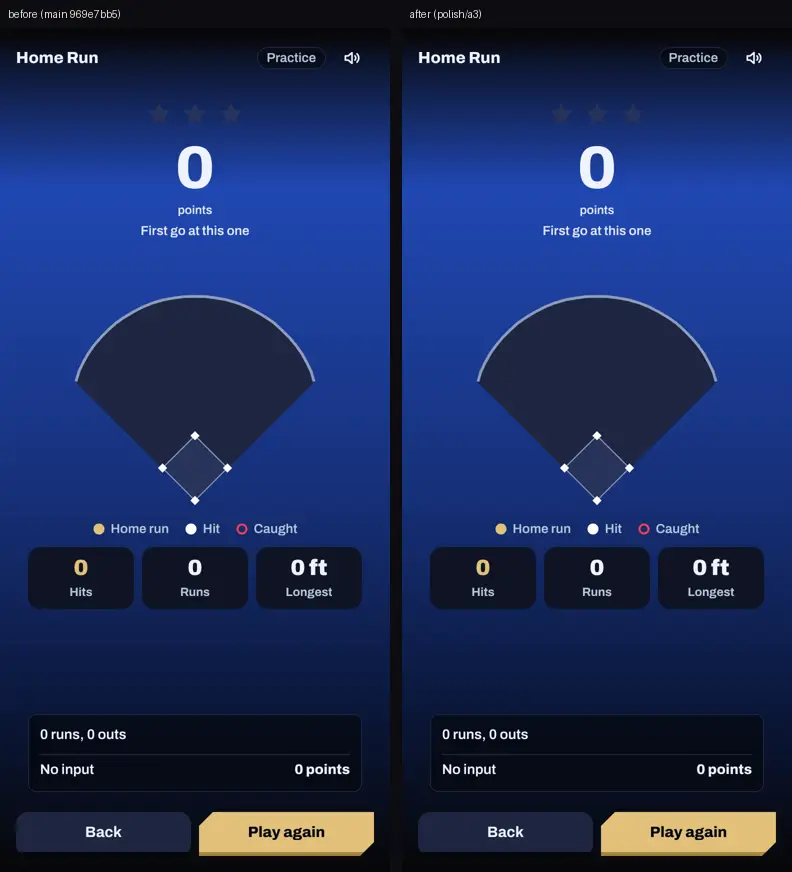 before (main 969e7bb5)
Home Run
Practice
0
points
First go at this one
Home run
Hit
Caught
0
Hits
0
Runs
0 ft
Longest
0 runs, 0 outs
No input
0 points
Back
Play again
after (polish/a3)
Home Run
Practice
0
points
First go at this one
Home run
Hit
Caught
0
Hits
0
Runs
0 ft
Longest
0 runs, 0 outs
No input
0 points
Back
Play again